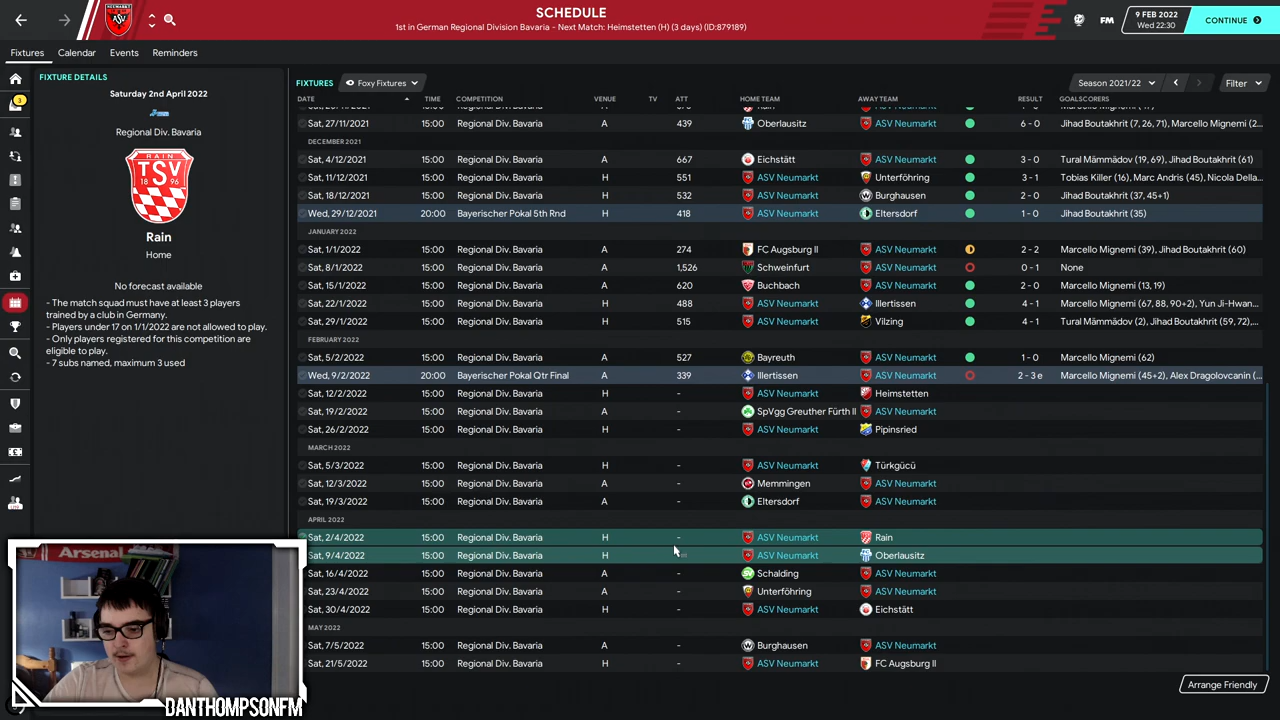 SCHEDULE
1st in German Regional Division Bavaria - Next Match: Heimstetten (H) (3 days) (ID:879189)
FM
9 FEB 2022
Wed 22:30
CONTINUE
Fixtures Calendar Events Reminders
FIXTURE DETAILS
Saturday 2nd April 2022
Regional Div. Bavaria
RAIN
TSV
18 96
Rain
Home
No forecast available
- The match squad must have at least 3 players
trained by a club in Germany.
- Players under 17 on 1/1/2022 are not allowed to play.
- Only players registered for this competition are
eligible to play.
- 7 subs named, maximum 3 used
3
FIXTURES Foxy Fixtures Season 2021/22 Filter
DATE TIME COMPETITION VENUE TV ATT HOME TEAM AWAY TEAM RESULT GOALSCORERS
Sat, 27/11/2021 15:00 Regional Div. Bavaria A 439 Oberlausitz ASV Neumarkt 6 - 0 Jihad Boutakhrit (7, 26, 71), Marcello Mignemi (2...
DECEMBER 2021
Sat, 4/12/2021 15:00 Regional Div. Bavaria A 667 Eichstätt ASV Neumarkt 3 - 0 Tural Mämmädov (19, 69), Jihad Boutakhrit (61)
Sat, 11/12/2021 15:00 Regional Div. Bavaria H 551 ASV Neumarkt Unterföhring 3 - 1 Tobias Killer (16), Marc Andris (45), Nicola Della...
Sat, 18/12/2021 15:00 Regional Div. Bavaria H 532 ASV Neumarkt Burghausen 2 - 0 Jihad Boutakhrit (37, 45+1)
Wed, 29/12/2021 20:00 Bayerischer Pokal 5th Rnd H 418 ASV Neumarkt Eltersdorf 1 - 0 Jihad Boutakhrit (35)
JANUARY 2022
Sat, 1/1/2022 15:00 Regional Div. Bavaria A 274 FC Augsburg II ASV Neumarkt 2 - 2 Marcello Mignemi (39), Jihad Boutakhrit (60)
Sat, 8/1/2022 15:00 Regional Div. Bavaria A 1,526 Schweinfurt ASV Neumarkt 0 - 1 None
Sat, 15/1/2022 15:00 Regional Div. Bavaria A 620 Buchbach ASV Neumarkt 2 - 0 Marcello Mignemi (13, 19)
Sat, 22/1/2022 15:00 Regional Div. Bavaria H 488 ASV Neumarkt Illertissen 4 - 1 Marcello Mignemi (67, 88, 90+2), Yun Ji-Hwan...
Sat, 29/1/2022 15:00 Regional Div. Bavaria H 515 ASV Neumarkt Vilzing 4 - 1 Tural Mämmädov (2), Jihad Boutakhrit (59, 72),...
FEBRUARY 2022
Sat, 5/2/2022 15:00 Regional Div. Bavaria A 527 Bayreuth ASV Neumarkt 1 - 0 Marcello Mignemi (62)
Wed, 9/2/2022 20:00 Bayerischer Pokal Qtr Final A 339 Illertissen ASV Neumarkt 2 - 3 e Marcello Mignemi (45+2), Alex Dragolovcanin (...
Sat, 12/2/2022 15:00 Regional Div. Bavaria H - ASV Neumarkt Heimstetten
Sat, 19/2/2022 15:00 Regional Div. Bavaria A - SpVgg Greuther Fürth II ASV Neumarkt
Sat, 26/2/2022 15:00 Regional Div. Bavaria H - ASV Neumarkt Pipinsried
MARCH 2022
Sat, 5/3/2022 15:00 Regional Div. Bavaria H - ASV Neumarkt Türkgücü
Sat, 12/3/2022 15:00 Regional Div. Bavaria A - Memmingen ASV Neumarkt
Sat, 19/3/2022 15:00 Regional Div. Bavaria A - Eltersdorf ASV Neumarkt
APRIL 2022
Sat, 2/4/2022 15:00 Regional Div. Bavaria H - ASV Neumarkt Rain
Sat, 9/4/2022 15:00 Regional Div. Bavaria H ASV Neumarkt Oberlausitz
Sat, 16/4/2022 15:00 Regional Div. Bavaria A - Schalding ASV Neumarkt
Sat, 23/4/2022 15:00 Regional Div. Bavaria A - Unterföhring ASV Neumarkt
Sat, 30/4/2022 15:00 Regional Div. Bavaria H - ASV Neumarkt Eichstätt
MAY 2022
Sat, 7/5/2022 15:00 Regional Div. Bavaria A - Burghausen ASV Neumarkt
Sat, 21/5/2022 15:00 Regional Div. Bavaria H - ASV Neumarkt FC Augsburg II
Arrange Friendly
Arsenal
DANTHOMPSONFM